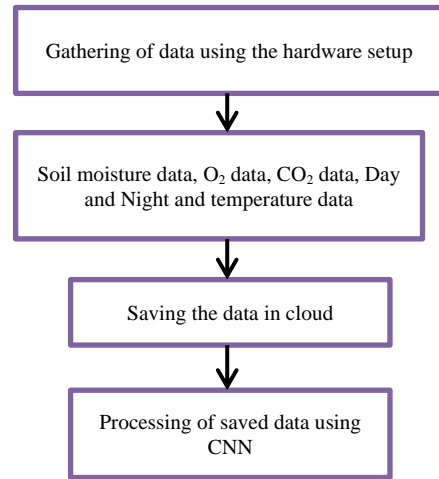 Gathering of data using the hardware setup
Soil moisture data, O₂ data, CO₂ data, Day
and Night and temperature data
Saving the data in cloud
Processing of saved data using
CNN